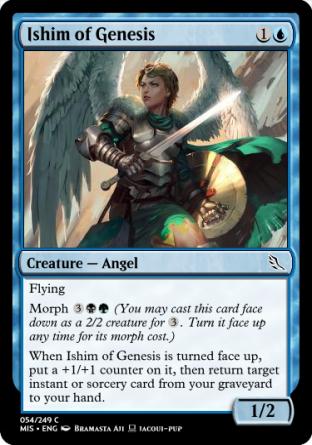 Ishim of Genesis 1
Creature — Angel
Flying
Morph 3 (You may cast this card face
down as a 2/2 creature for 3. Turn it face up
any time for its morph cost.)
When Ishim of Genesis is turned face up,
put a +1/+1 counter on it, then return target
instant or sorcery card from your graveyard
to your hand.
1/2
054/249 C
MIS • ENG Bramasta Aji iacoui-pup